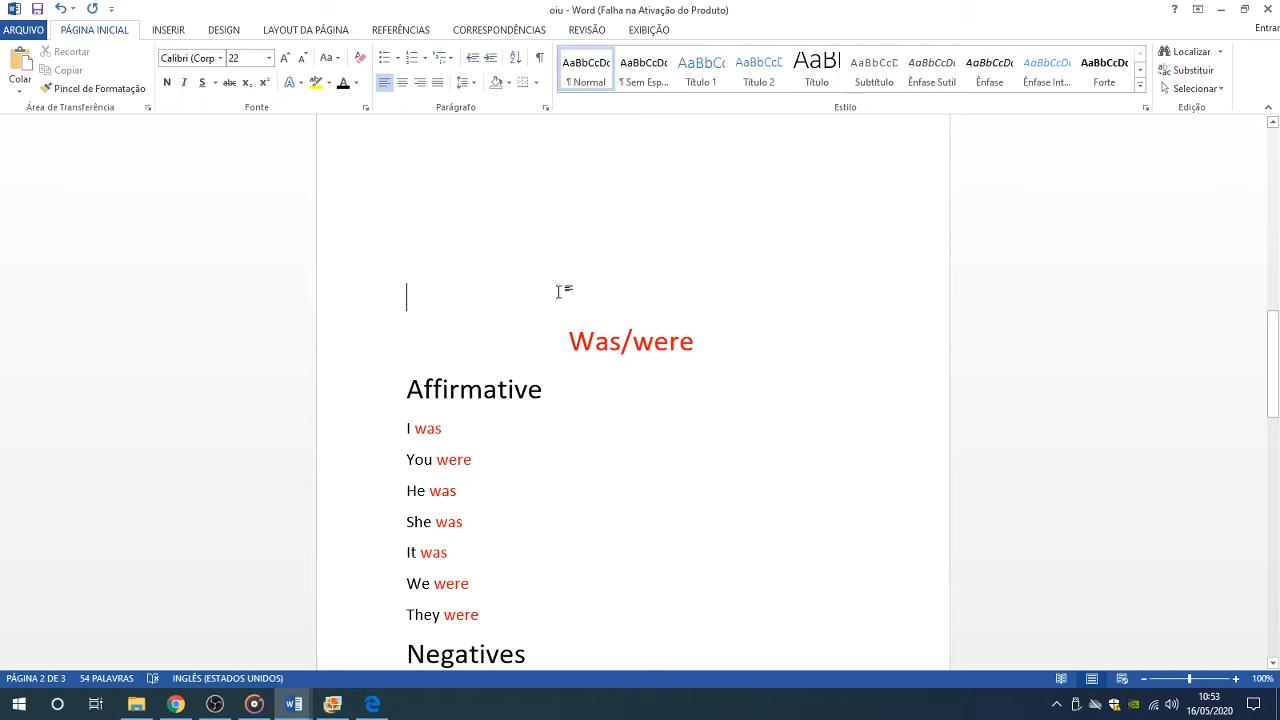 oiu - Word (Falha na Ativação do Produto)
ARQUIVO PÁGINA INICIAL INSERIR DESIGN LAYOUT DA PÁGINA REFERÊNCIAS CORRESPONDÊNCIAS REVISÃO EXIBIÇÃO Entrar
Colar
Recortar
Copiar
Pincel de Formatação
Área de Transferência
Calibri (Corp 22
N I S abc x₂ x²
Fonte
Parágrafo
AaBbCcDc AaBbCcDc AaBbCc AaBbCcD AaBl AaBbCcD AaBbCcDc AaBbCcDc AaBbCcDc AaBbCcDc
¶ Normal ¶ Sem Esp... Título 1 Título 2 Título Subtítulo Ênfase Sutil Ênfase Ênfase Int... Forte
Estilo
Localizar
Substituir
Selecionar
Edição
Was/were
Affirmative
I was
You were
He was
She was
It was
We were
They were
Negatives
PÁGINA 2 DE 3 54 PALAVRAS INGLÊS (ESTADOS UNIDOS) 100%
10:53
16/05/2020